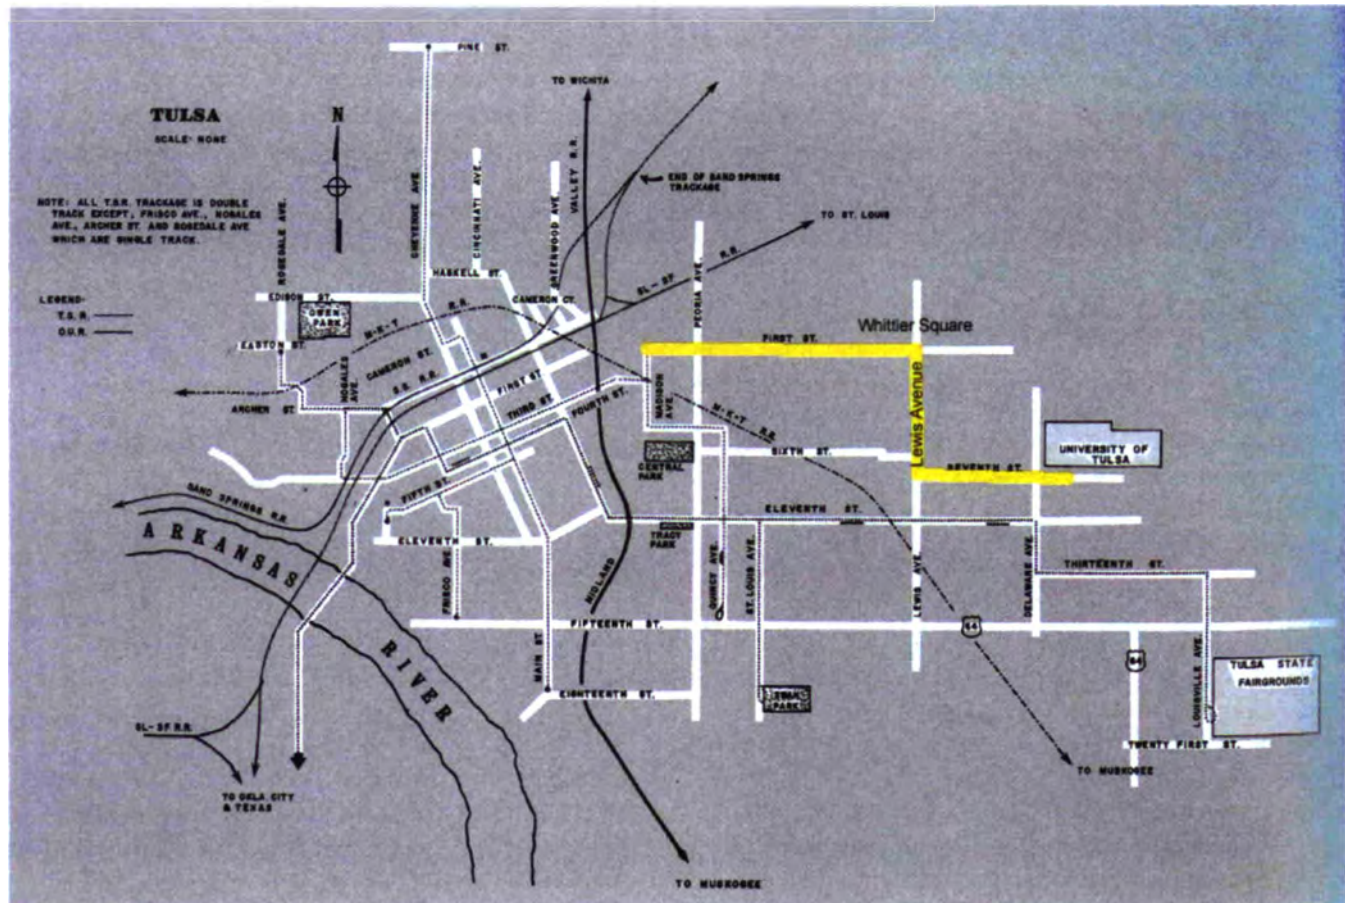 PINE ST.
TO WICHITA
TULSA
SCALE- NONE
N
NOTE: ALL T.S.R. TRACKAGE IS DOUBLE
TRACK EXCEPT, FRISCO AVE., NOGALES
AVE., ARCHER ST. AND ROSEDALE AVE
WHICH ARE SINGLE TRACK.
LEGEND-
T.S.R.
O.U.R.
ROSEDALE AVE.
CHEYENNE AVE.
CINCINNATI AVE.
GREENWOOD AVE.
VALLEY R.R.
END OF SAND SPRINGS
TRACKAGE
TO ST. LOUIS
PEORIA AVE.
HASKELL ST.
SL-SF. R.R.
EDISON ST.
OWEN
PARK
CAMERON CT.
M-K-T R.R.
EASTON ST.
NOGALES
AVE.
CAMERON ST.
S.S. R.R.
ARCHER ST.
FIRST ST.
THIRD ST.
FOURTH ST.
MADISON
AVE.
M-K-T R.R.
FIRST ST.
Whittier Square
Lewis Avenue
CENTRAL
PARK
SIXTH ST.
SEVENTH ST.
UNIVERSITY OF
TULSA
SAND SPRINGS R.R.
FIFTH ST.
ELEVENTH ST.
TRACY
PARK
ELEVENTH ST.
ARKANSAS
RIVER
FRISCO AVE.
MAIN ST.
MIDLAND
QUINCY AVE.
ST. LOUIS AVE.
LEWIS AVE.
DELAWARE AVE.
THIRTEENTH ST.
FIFTEENTH ST.
64
64
EIGHTEENTH ST.
PARK
LOUISVILLE AVE.
TULSA STATE
FAIRGROUNDS
TWENTY FIRST ST.
SL-SF R.R.
TO OKLA. CITY
& TEXAS
TO MUSKOGEE
TO MUSKOGEE